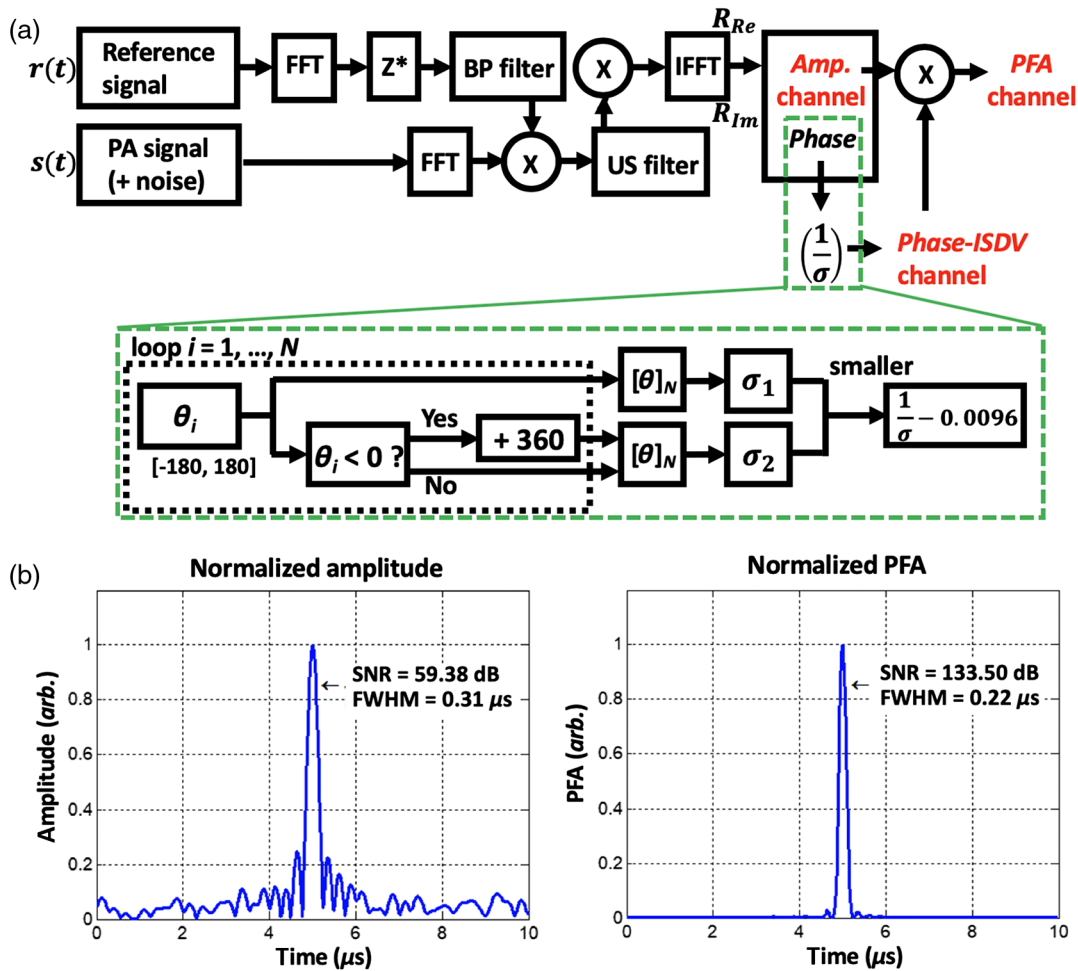 (a)
r(t)
Reference
signal
FFT
Z*
BP filter
X
IFFT
R_Re
R_Im
Amp.
channel
Phase
X
PFA
channel
s(t)
PA signal
(+ noise)
FFT
X
US filter
(1/σ)
Phase-ISDV
channel
loop i = 1, ..., N
θ_i
[-180, 180]
θ_i < 0 ?
Yes
No
+ 360
[θ]_N
[θ]_N
σ_1
σ_2
smaller
1/σ − 0.0096
(b)
Normalized amplitude
Amplitude (arb.)
1
0.8
0.6
0.4
0.2
0
SNR = 59.38 dB
FWHM = 0.31 μs
0 2 4 6 8 10
Time (μs)
Normalized PFA
PFA (arb.)
1
0.8
0.6
0.4
0.2
0
SNR = 133.50 dB
FWHM = 0.22 μs
0 2 4 6 8 10
Time (μs)